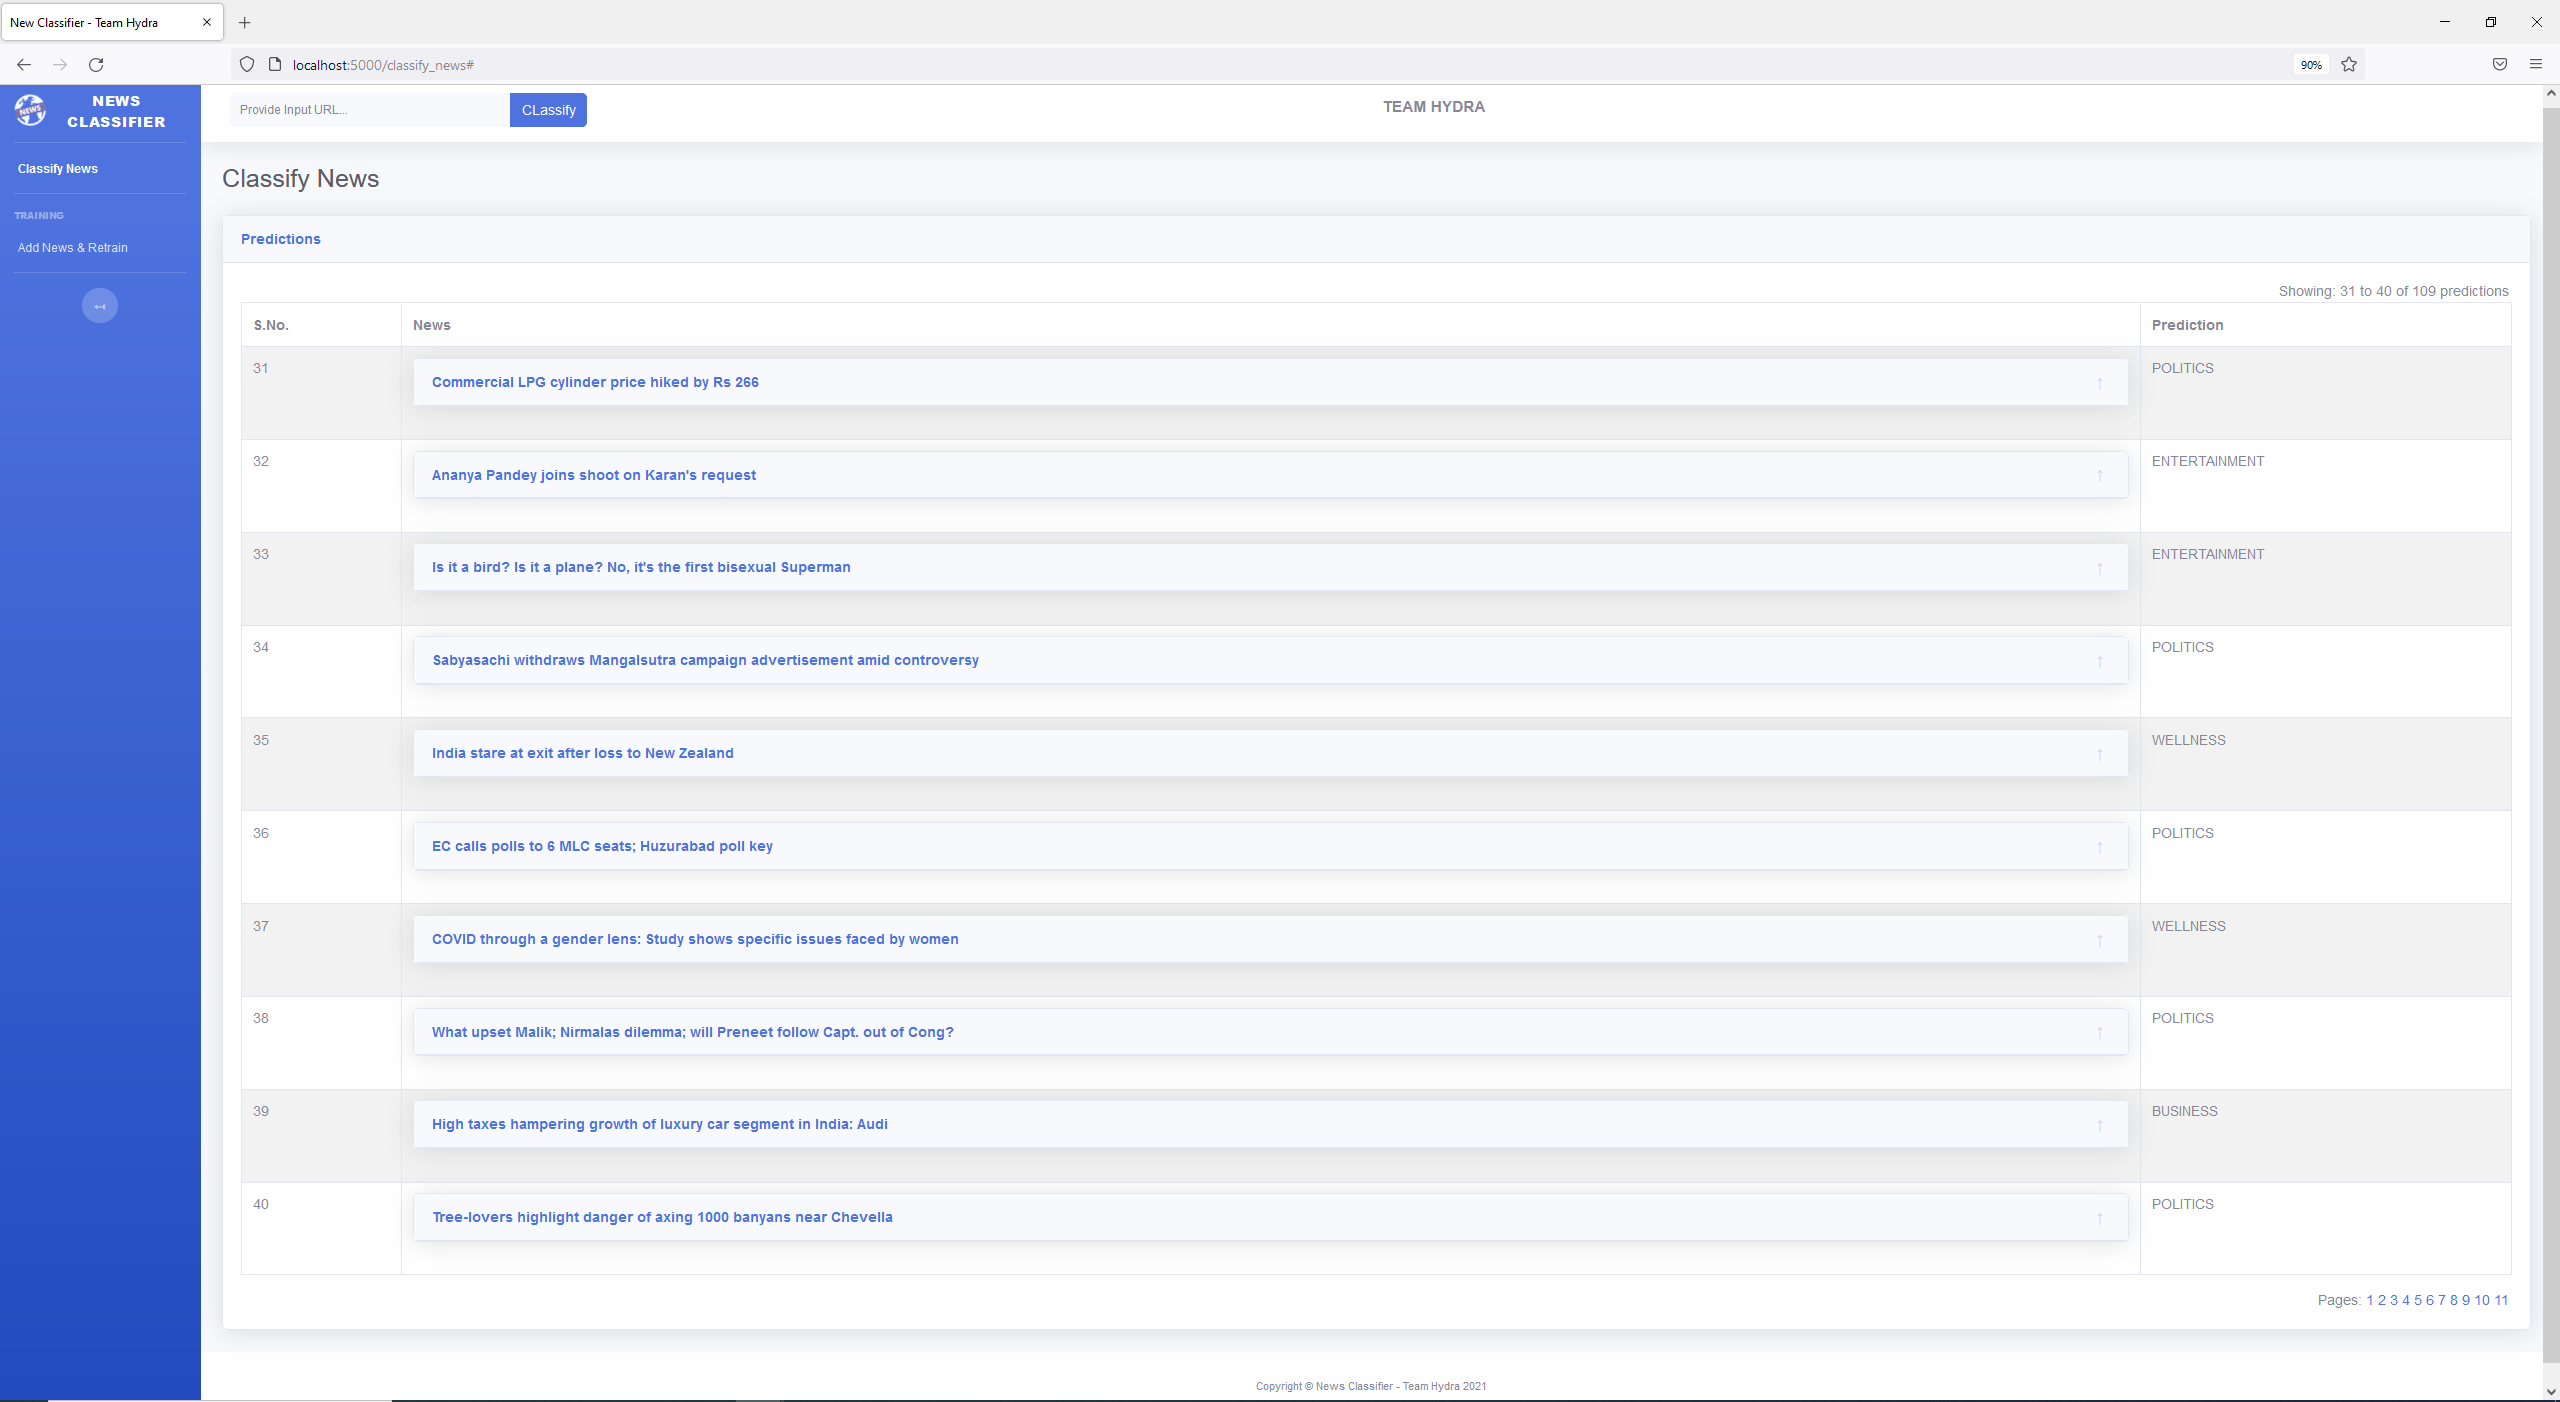 New Classifier - Team Hydra
localhost:5000/classify_news#
90%
NEWS
NEWS
CLASSIFIER
Provide Input URL...
CLassify
TEAM HYDRA
Classify News
TRAINING
Add News & Retrain
Classify News
Predictions
Showing: 31 to 40 of 109 predictions
S.No. News Prediction
31 Commercial LPG cylinder price hiked by Rs 266 ↑ POLITICS
32 Ananya Pandey joins shoot on Karan's request ↑ ENTERTAINMENT
33 Is it a bird? Is it a plane? No, it's the first bisexual Superman ↑ ENTERTAINMENT
34 Sabyasachi withdraws Mangalsutra campaign advertisement amid controversy ↑ POLITICS
35 India stare at exit after loss to New Zealand ↑ WELLNESS
36 EC calls polls to 6 MLC seats; Huzurabad poll key ↑ POLITICS
37 COVID through a gender lens: Study shows specific issues faced by women ↑ WELLNESS
38 What upset Malik; Nirmalas dilemma; will Preneet follow Capt. out of Cong? ↑ POLITICS
39 High taxes hampering growth of luxury car segment in India: Audi ↑ BUSINESS
40 Tree-lovers highlight danger of axing 1000 banyans near Chevella ↑ POLITICS
Pages: 1 2 3 4 5 6 7 8 9 10 11
Copyright © News Classifier - Team Hydra 2021